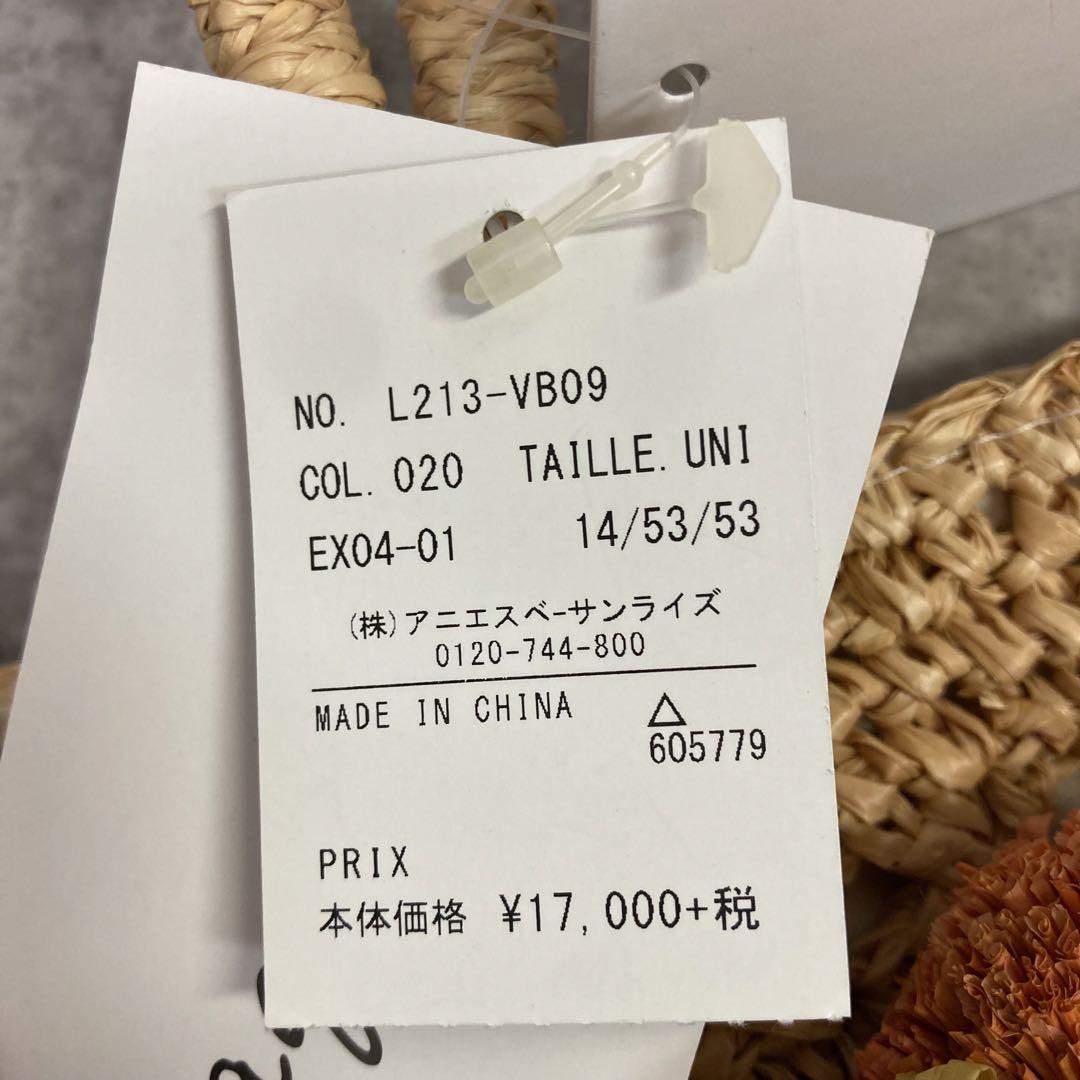 NO. L213-VB09
COL. 020 TAILLE. UNI
EX04-01 14/53/53
(株)アニエスベーサンライズ
0120-744-800
MADE IN CHINA △
605779
PRIX
本体価格 ¥17,000+税